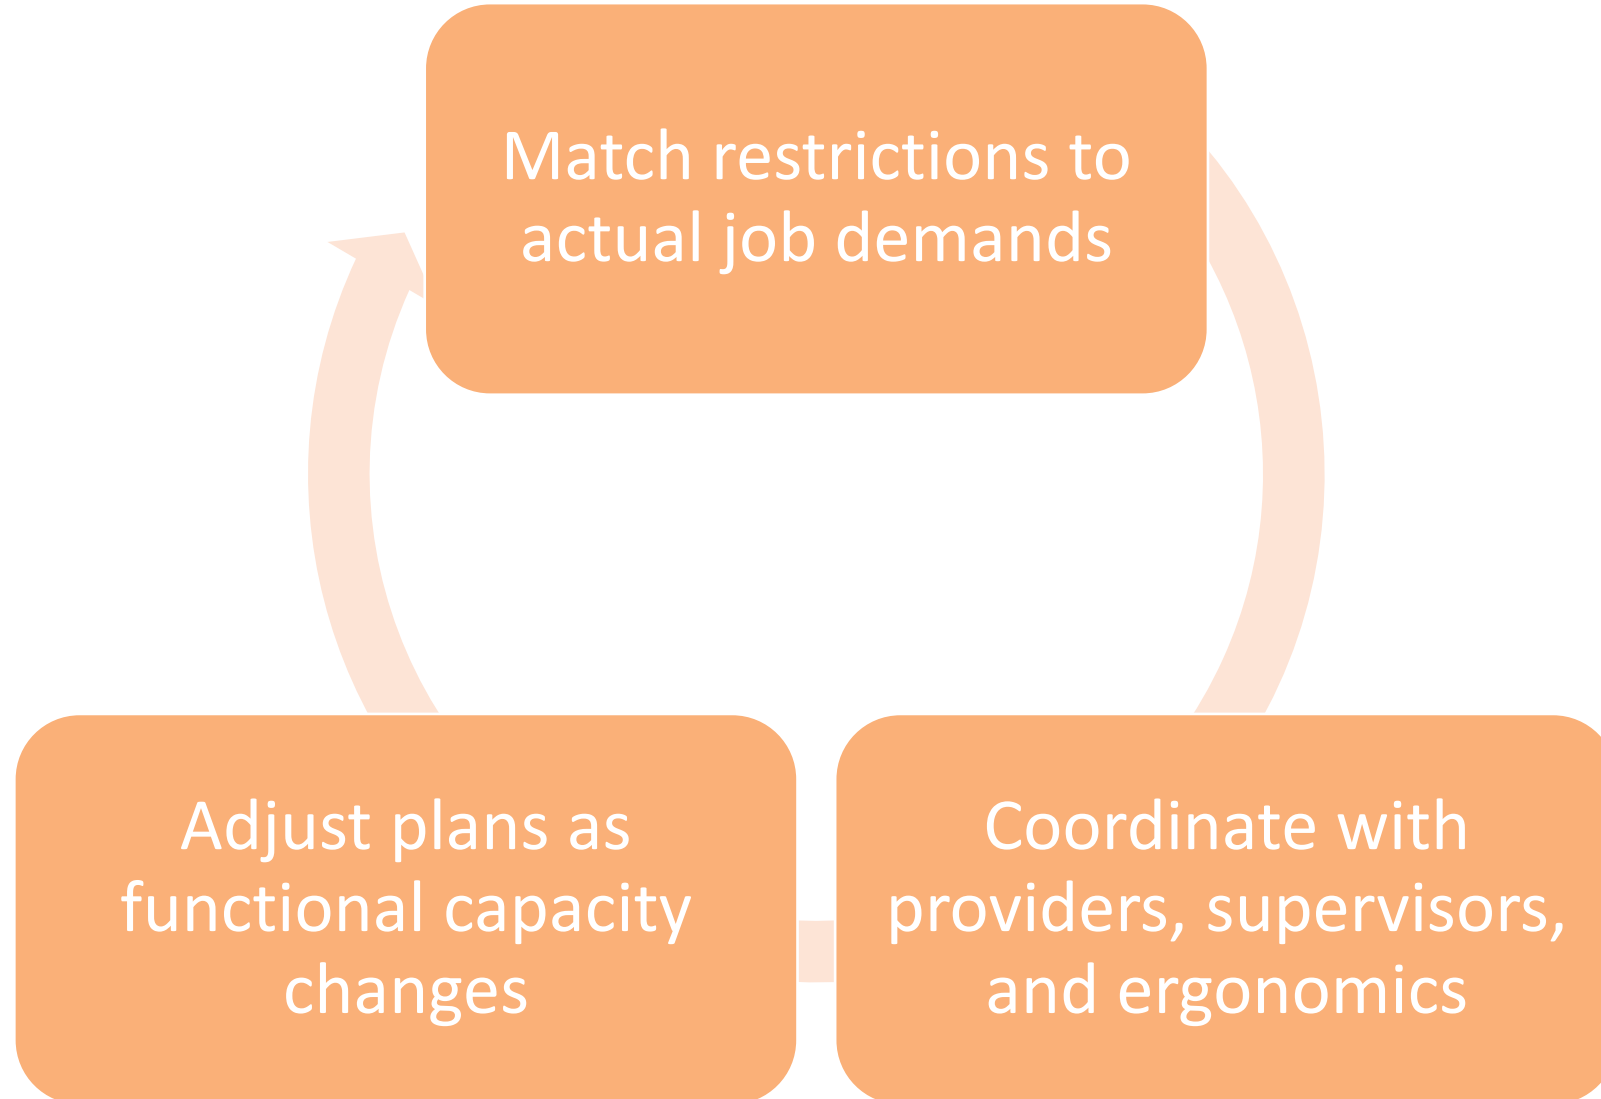 Match restrictions to
actual job demands
Coordinate with
providers, supervisors,
and ergonomics
Adjust plans as
functional capacity
changes